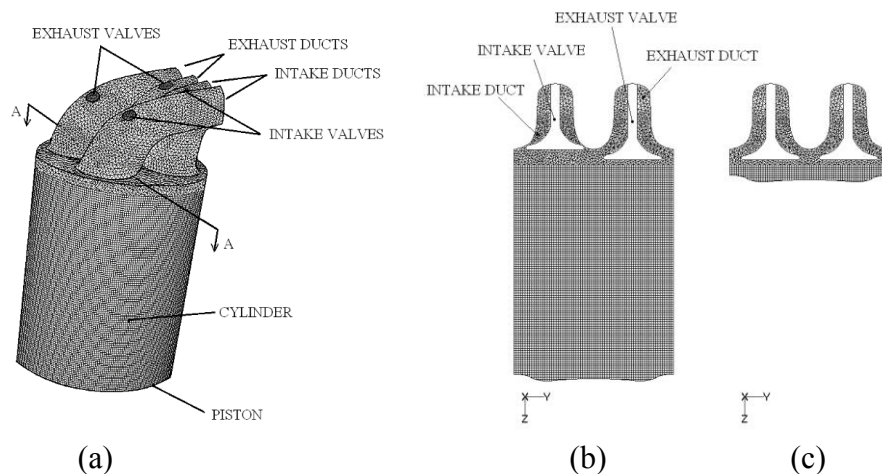 EXHAUST VALVES
EXHAUST DUCTS
INTAKE DUCTS
A
INTAKE VALVES
A
CYLINDER
PISTON
(a)
EXHAUST VALVE
INTAKE VALVE
EXHAUST DUCT
INTAKE DUCT
X Y
Z
(b)
X Y
Z
(c)